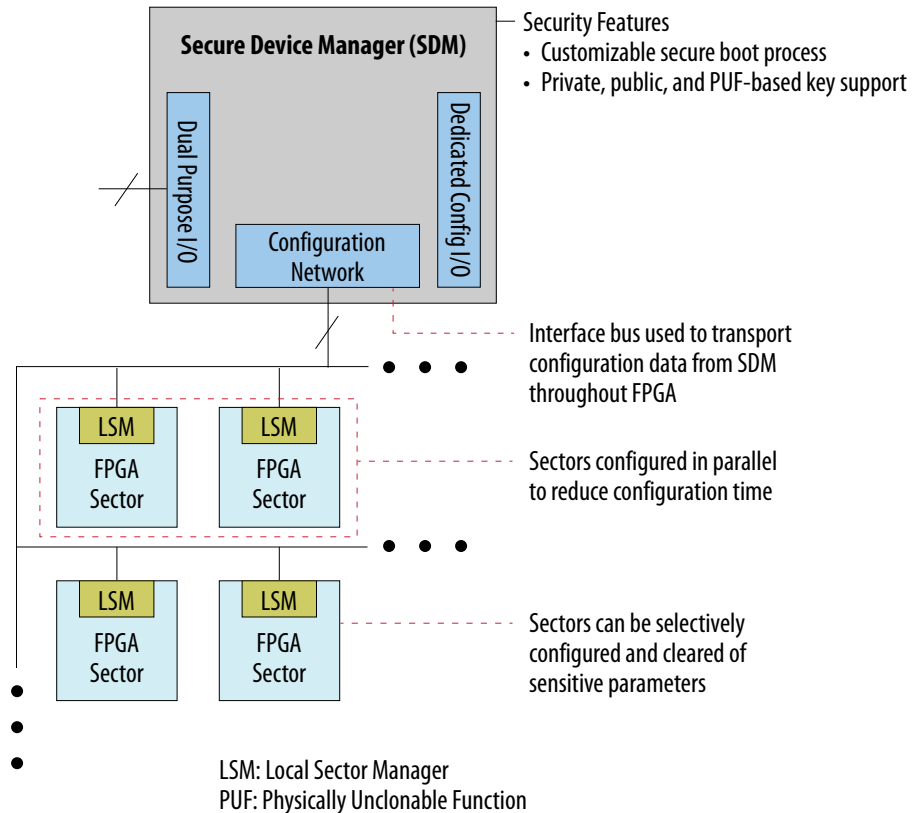 Secure Device Manager (SDM)
Security Features
• Customizable secure boot process
• Private, public, and PUF-based key support
Dual Purpose I/O
Dedicated Config I/O
Configuration
Network
Interface bus used to transport
configuration data from SDM
throughout FPGA
LSM
FPGA
Sector
LSM
FPGA
Sector
Sectors configured in parallel
to reduce configuration time
LSM
FPGA
Sector
LSM
FPGA
Sector
Sectors can be selectively
configured and cleared of
sensitive parameters
LSM: Local Sector Manager
PUF: Physically Unclonable Function